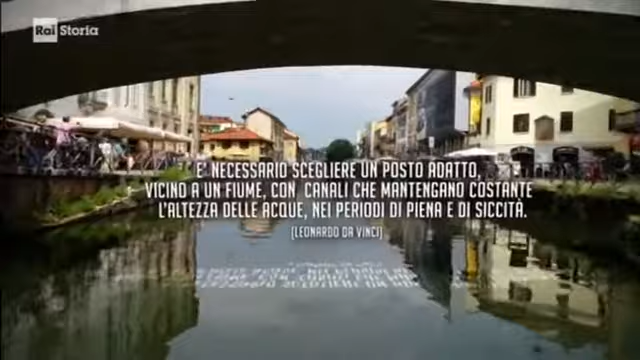 Rai Storia
E' NECESSARIO SCEGLIERE UN POSTO ADATTO,
VICINO A UN FIUME, CON CANALI CHE MANTENGANO COSTANTE
L'ALTEZZA DELLE ACQUE, NEI PERIODI DI PIENA E DI SICCITÀ.
(LEONARDO DA VINCI)